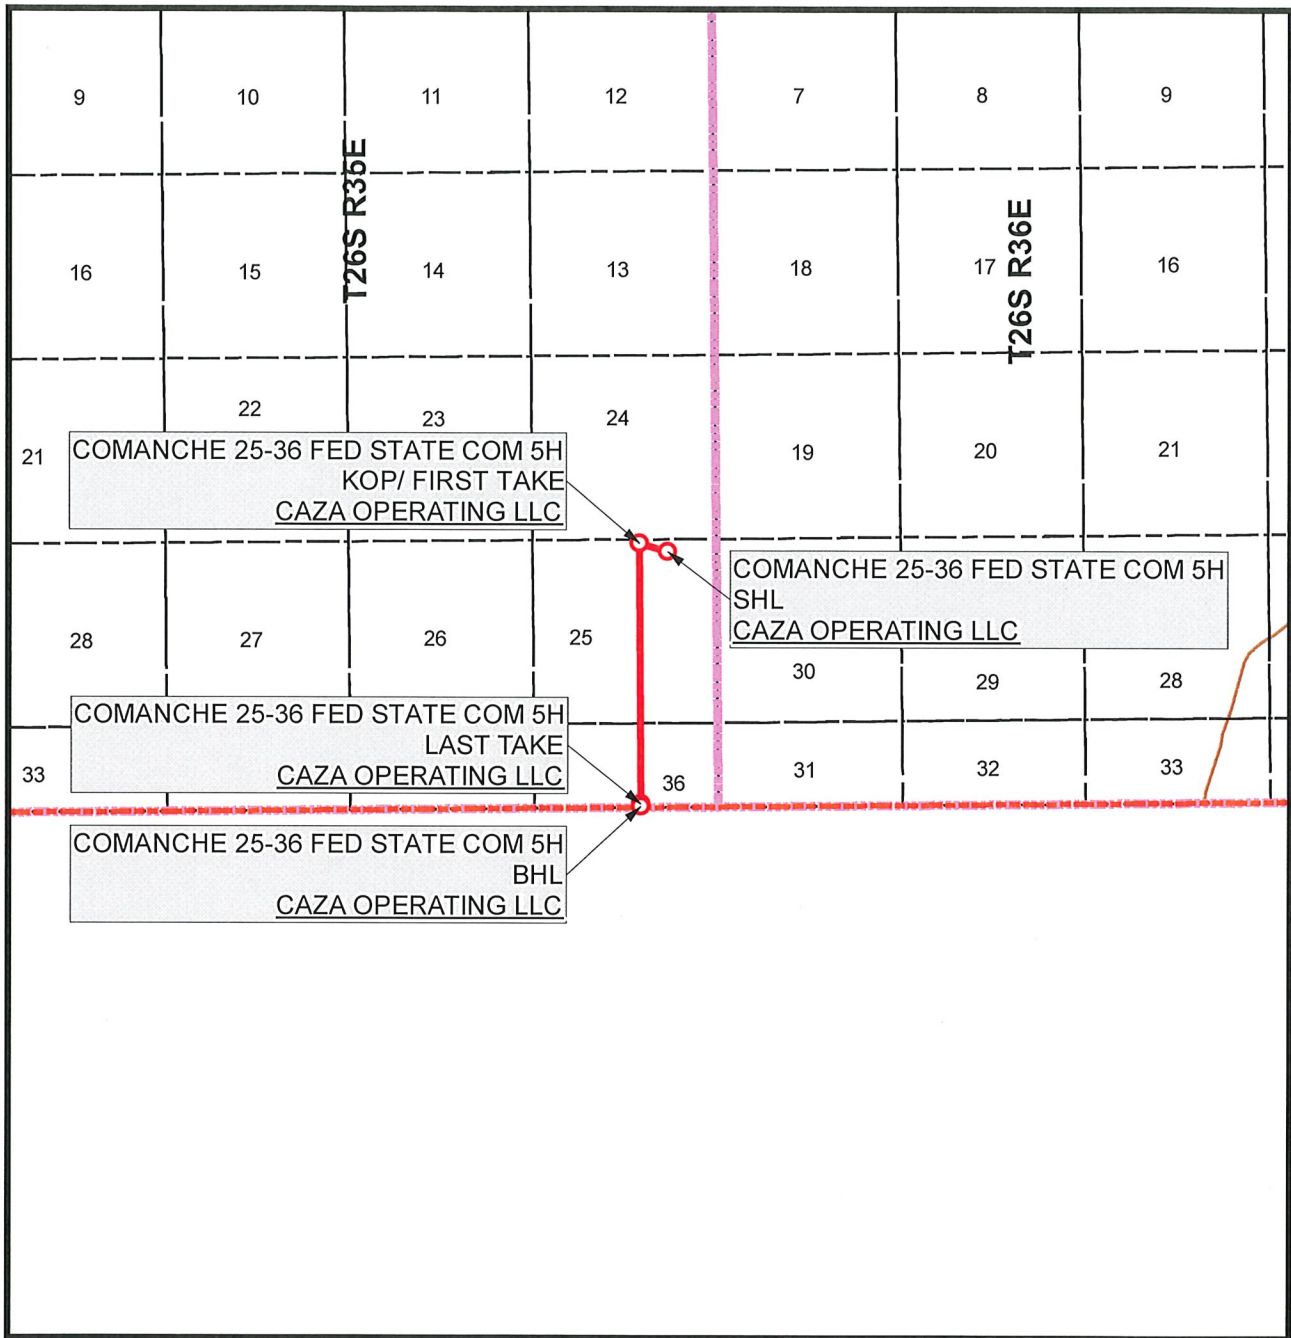 9 10 11 12 7 8 9
T26S R35E
T26S R36E
16 15 14 13 18 17 16
22 23 24
21 19 20 21
COMANCHE 25-36 FED STATE COM 5H
KOP/ FIRST TAKE
CAZA OPERATING LLC
COMANCHE 25-36 FED STATE COM 5H
SHL
CAZA OPERATING LLC
28 27 26 25
30 29 28
COMANCHE 25-36 FED STATE COM 5H
LAST TAKE
CAZA OPERATING LLC
33 36 31 32 33
COMANCHE 25-36 FED STATE COM 5H
BHL
CAZA OPERATING LLC